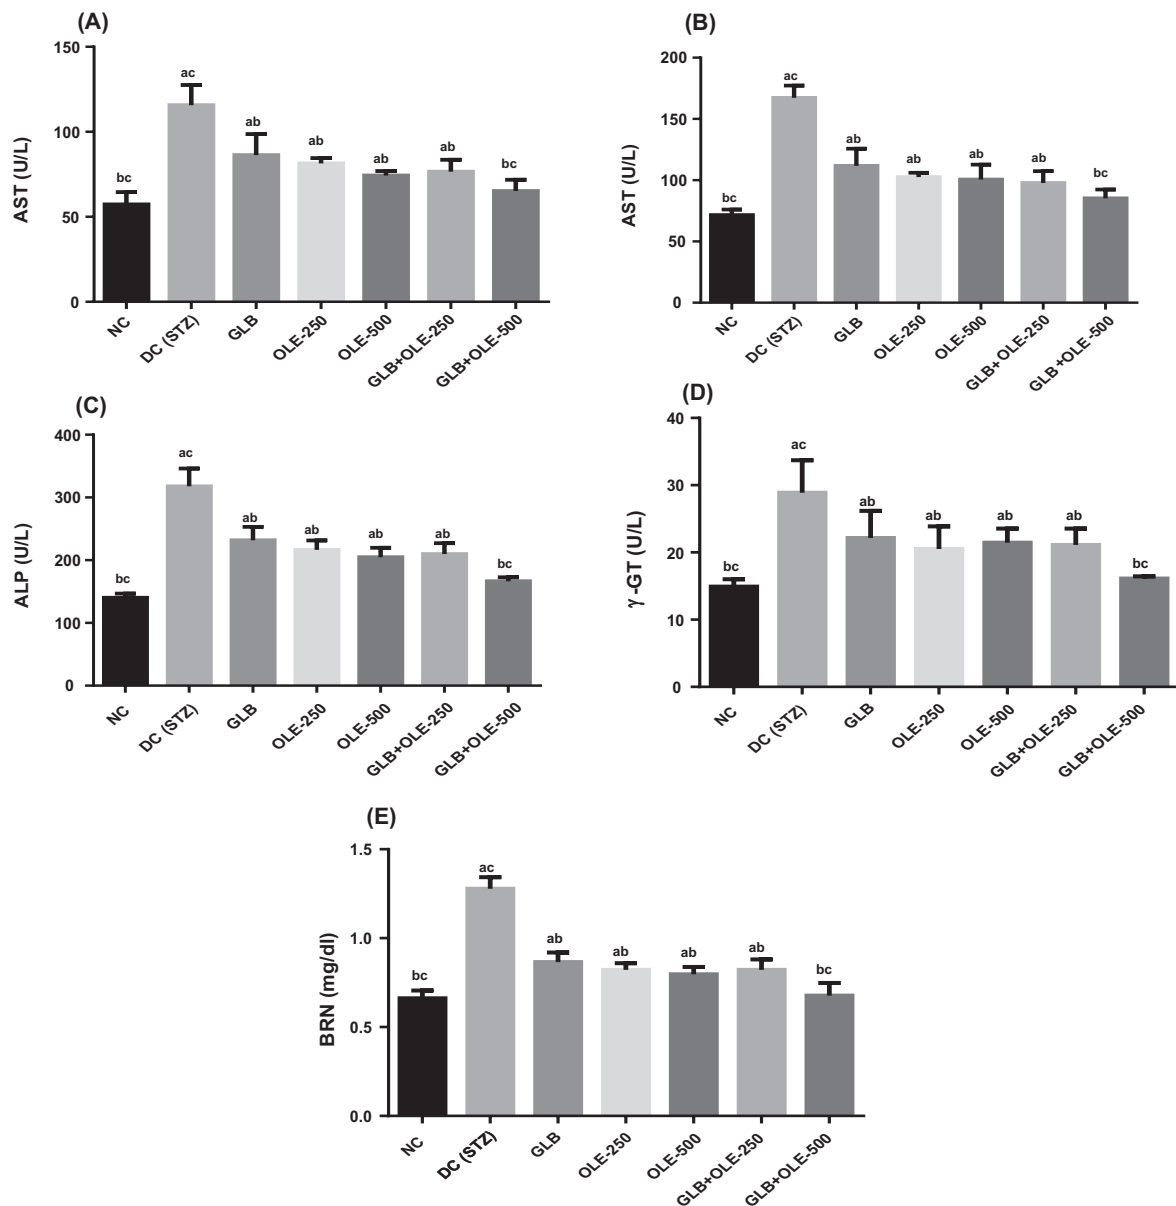 (A)
AST (U/L)
150
100
50
0
bc
ac
ab
ab
ab
ab
bc
NC
DC (STZ)
GLB
OLE-250
OLE-500
GLB+OLE-250
GLB+OLE-500
(B)
AST (U/L)
200
150
100
50
0
bc
ac
ab
ab
ab
ab
bc
NC
DC (STZ)
GLB
OLE-250
OLE-500
GLB+OLE-250
GLB+OLE-500
(C)
ALP (U/L)
400
300
200
100
0
bc
ac
ab
ab
ab
ab
bc
NC
DC (STZ)
GLB
OLE-250
OLE-500
GLB+OLE-250
GLB+OLE-500
(D)
γ -GT (U/L)
40
30
20
10
0
bc
ac
ab
ab
ab
ab
bc
NC
DC (STZ)
GLB
OLE-250
OLE-500
GLB+OLE-250
GLB+OLE-500
(E)
BRN (mg/dl)
1.5
1.0
0.5
0.0
bc
ac
ab
ab
ab
ab
bc
NC
DC (STZ)
GLB
OLE-250
OLE-500
GLB+OLE-250
GLB+OLE-500